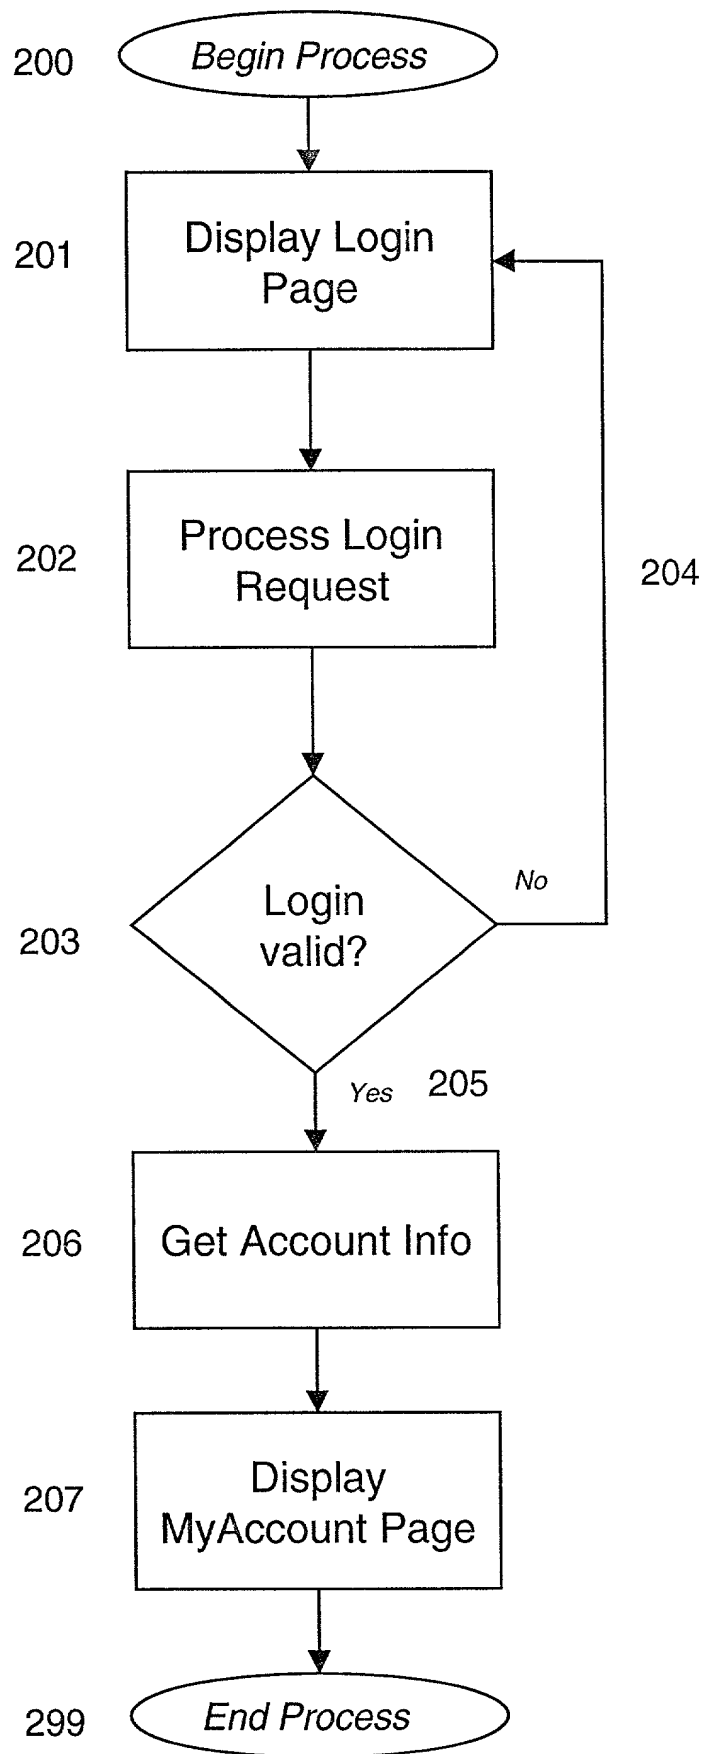 200
Begin Process
201
Display Login
Page
202
Process Login
Request
204
203
Login
valid?
No
Yes
205
206
Get Account Info
207
Display
MyAccount Page
299
End Process